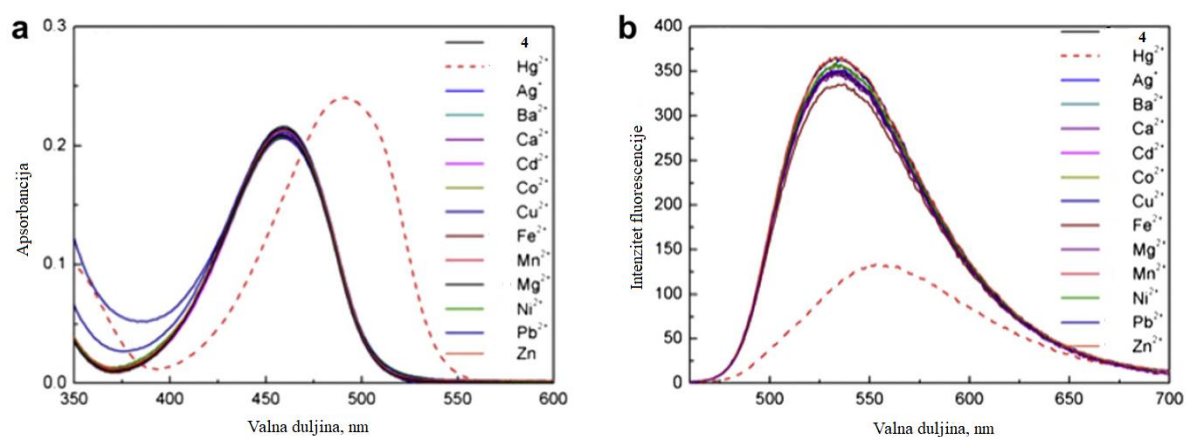 a
0.3
0.2
0.1
0.0
Apsorbancija
350 400 450 500 550 600
Valna duljina, nm
4
Hg²⁺
Ag⁺
Ba²⁺
Ca²⁺
Cd²⁺
Co²⁺
Cu²⁺
Fe²⁺
Mn²⁺
Mg²⁺
Ni²⁺
Pb²⁺
Zn
b
400
350
300
250
200
150
100
50
0
Intenzitet fluorescencije
500 550 600 650 700
Valna duljina, nm
4
Hg²⁺
Ag⁺
Ba²⁺
Ca²⁺
Cd²⁺
Co²⁺
Cu²⁺
Fe²⁺
Mg²⁺
Mn²⁺
Ni²⁺
Pb²⁺
Zn²⁺